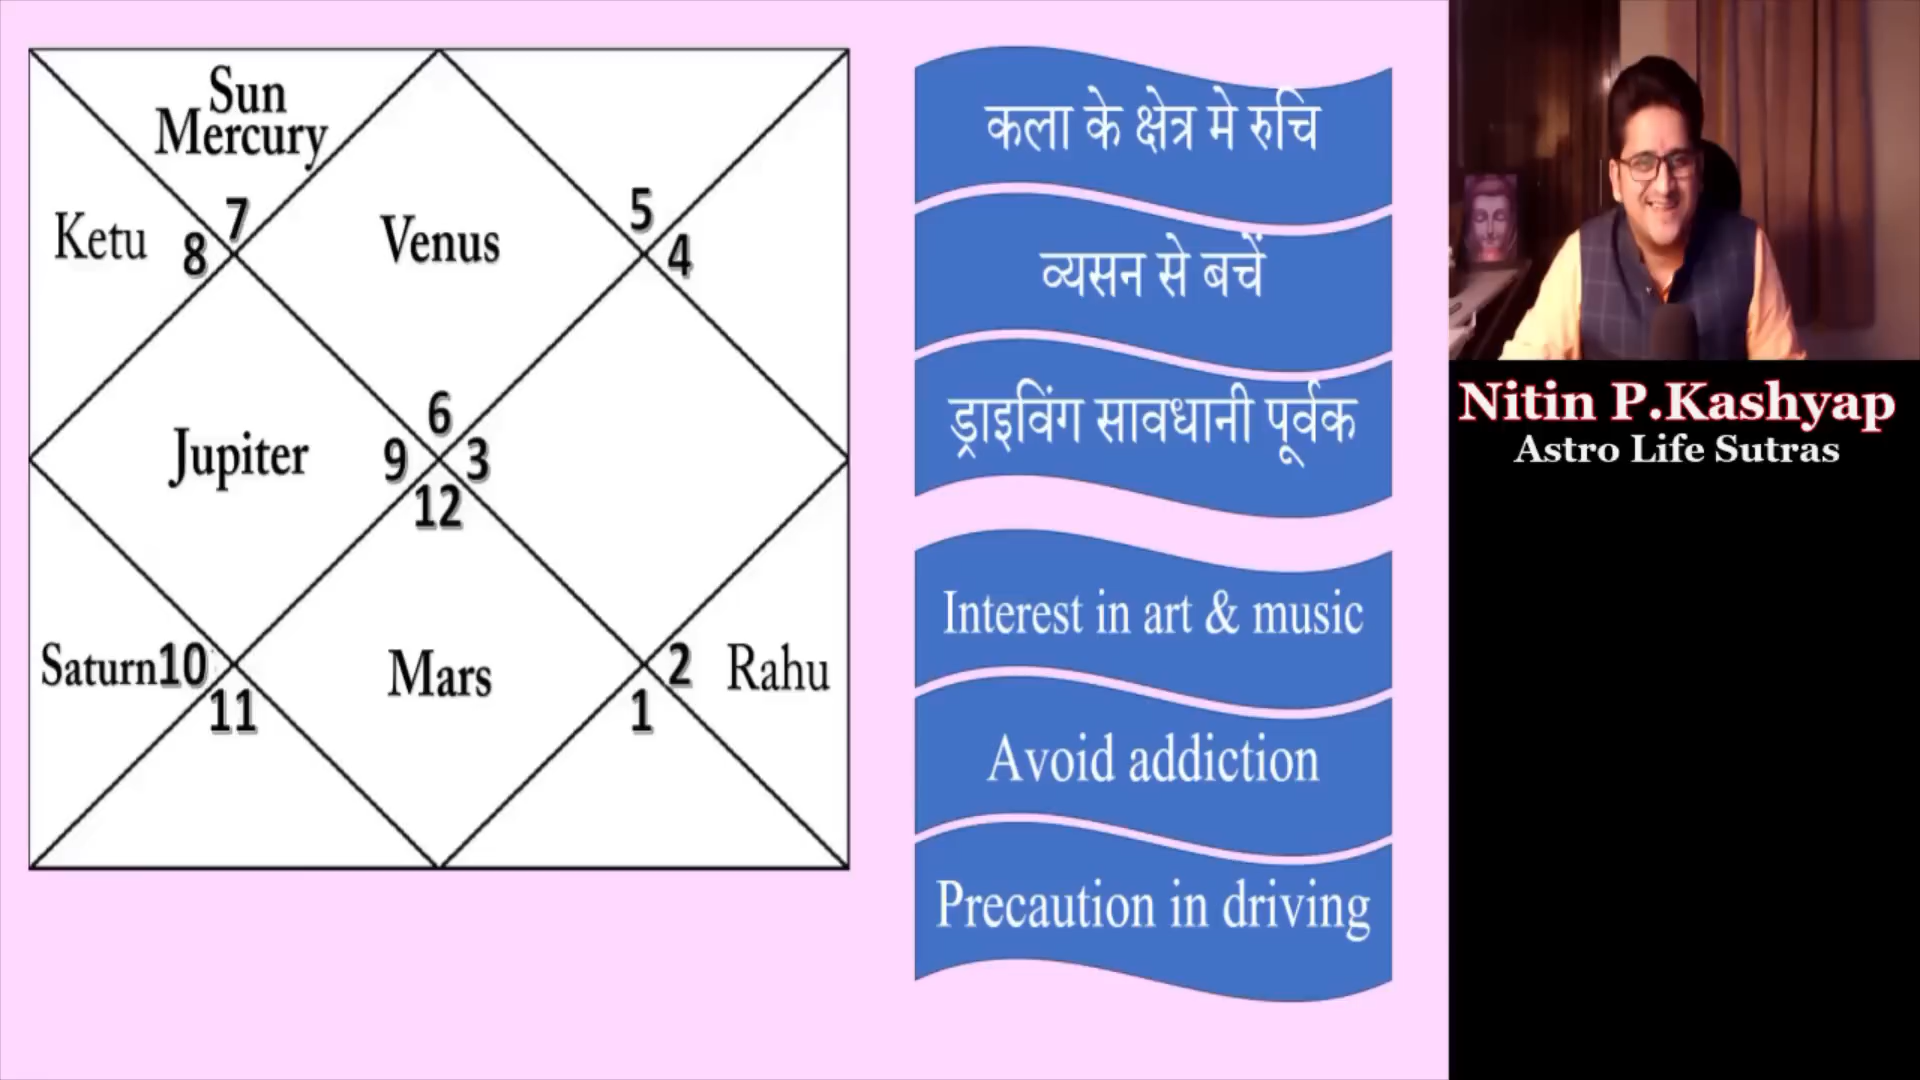 Sun
Mercury
7
Ketu
8
Venus
5
4
6
Jupiter
9
3
12
Saturn
10
11
Mars
2
1
Rahu
कला के क्षेत्र मे रुचि
व्यसन से बचें
ड्राइविंग सावधानी पूर्वक
Interest in art & music
Avoid addiction
Precaution in driving
Nitin P.Kashyap
Astro Life Sutras